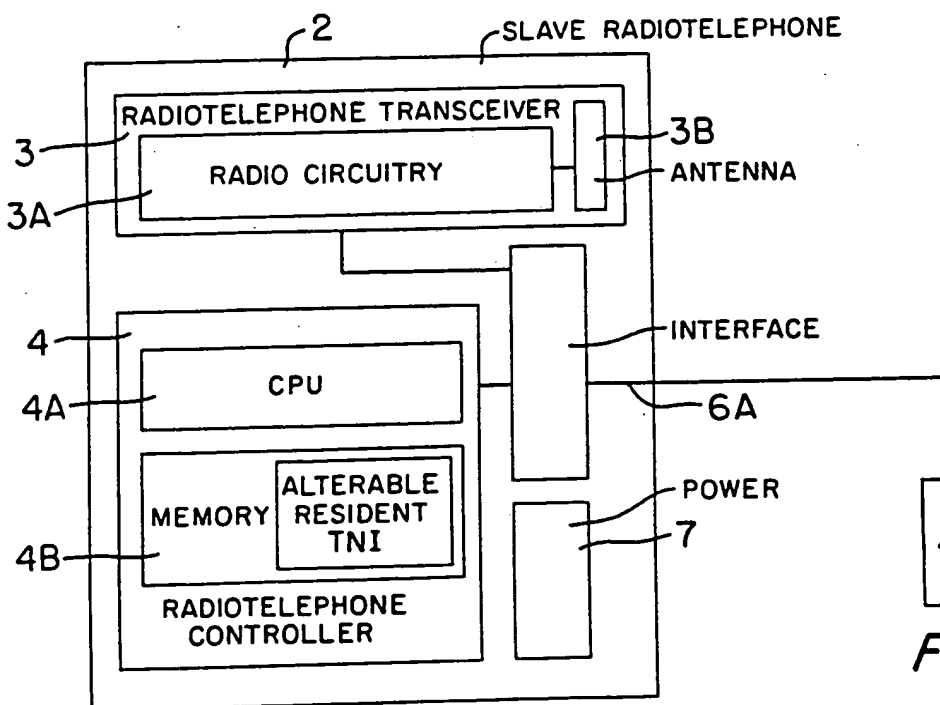 2
SLAVE RADIOTELEPHONE
RADIOTELEPHONE TRANSCEIVER
3
3B
RADIO CIRCUITRY
ANTENNA
3A
4
INTERFACE
CPU
4A
6A
ALTERABLE
RESIDENT
TNI
MEMORY
POWER
7
4B
RADIOTELEPHONE
CONTROLLER
F